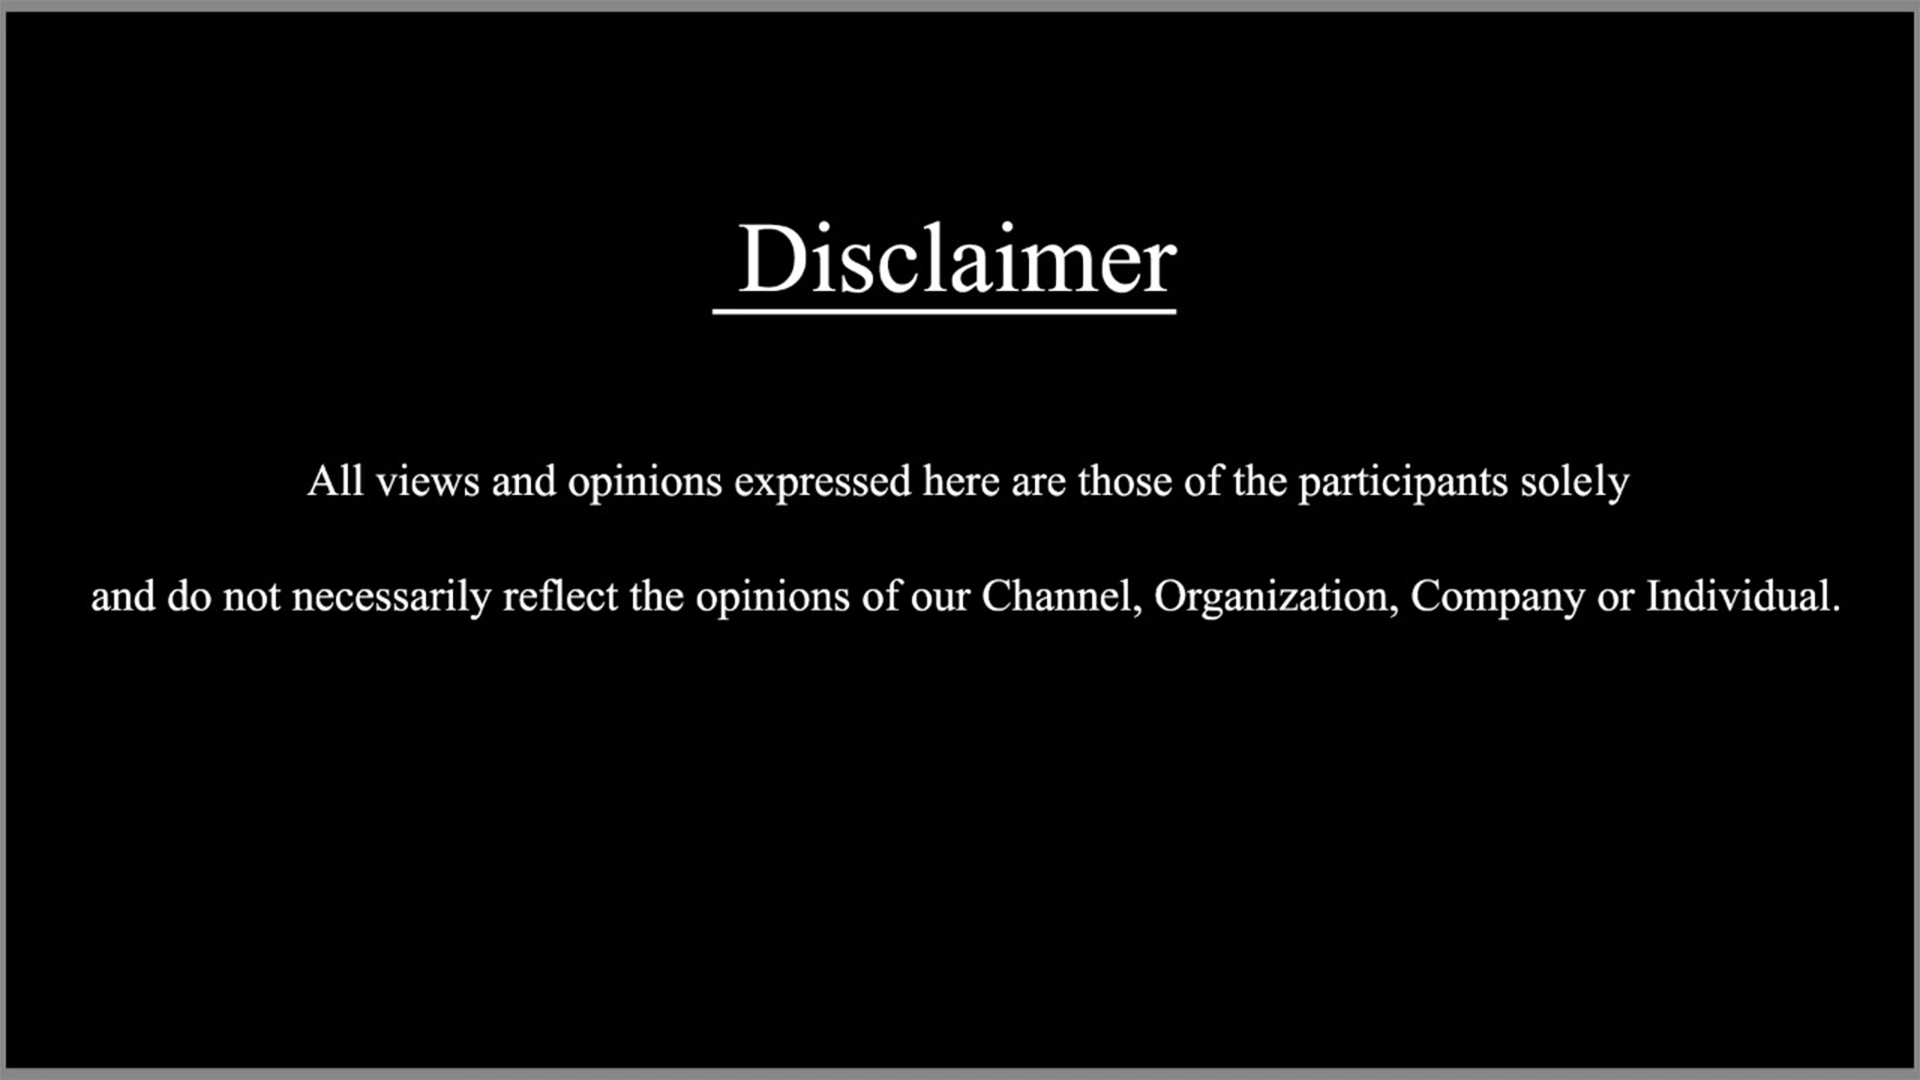 Disclaimer
All views and opinions expressed here are those of the participants solely
and do not necessarily reflect the opinions of our Channel, Organization, Company or Individual.